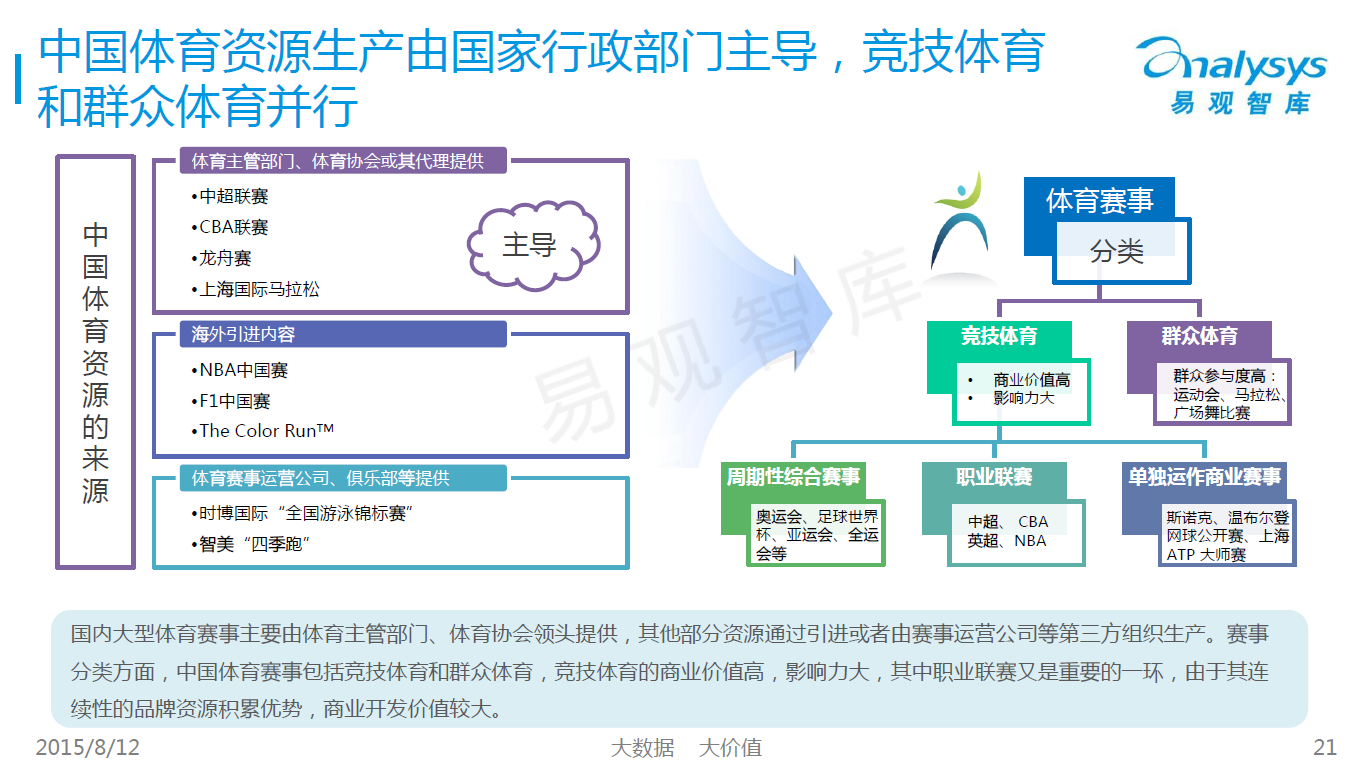 中国体育资源生产由国家行政部门主导，竞技体育
和群众体育并行
analysys
易观智库
中国体育资源的来源
体育主管部门、体育协会或其代理提供
•中超联赛
•CBA联赛
•龙舟赛
•上海国际马拉松
主导
海外引进内容
•NBA中国赛
•F1中国赛
•The Color Run™
体育赛事运营公司、俱乐部等提供
•时博国际“全国游泳锦标赛”
•智美“四季跑”
易观智库
体育赛事
分类
竞技体育
• 商业价值高
• 影响力大
群众体育
群众参与度高：
运动会、马拉松、
广场舞比赛
周期性综合赛事
奥运会、足球世界
杯、亚运会、全运
会等
职业联赛
中超、 CBA
英超、NBA
单独运作商业赛事
斯诺克、温布尔登
网球公开赛、上海
ATP 大师赛
国内大型体育赛事主要由体育主管部门、体育协会领头提供，其他部分资源通过引进或者由赛事运营公司等第三方组织生产。赛事
分类方面，中国体育赛事包括竞技体育和群众体育，竞技体育的商业价值高，影响力大，其中职业联赛又是重要的一环，由于其连
续性的品牌资源积累优势，商业开发价值较大。
2015/8/12
大数据 大价值
21